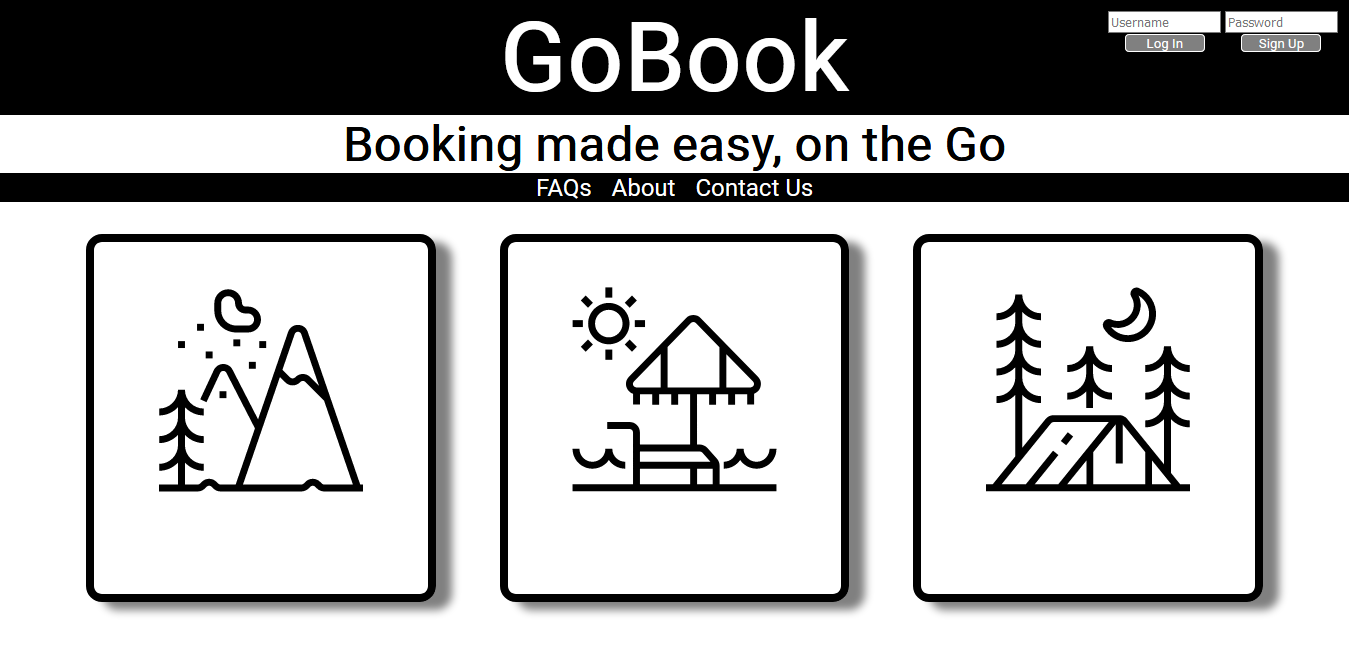 GoBook
Username Password
Log In Sign Up
Booking made easy, on the Go
FAQs About Contact Us